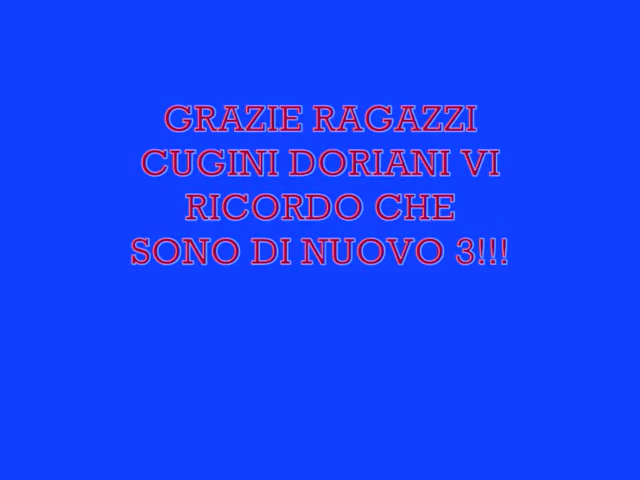 GRAZIE RAGAZZI
CUGINI DORIANI VI
RICORDO CHE
SONO DI NUOVO 3!!!